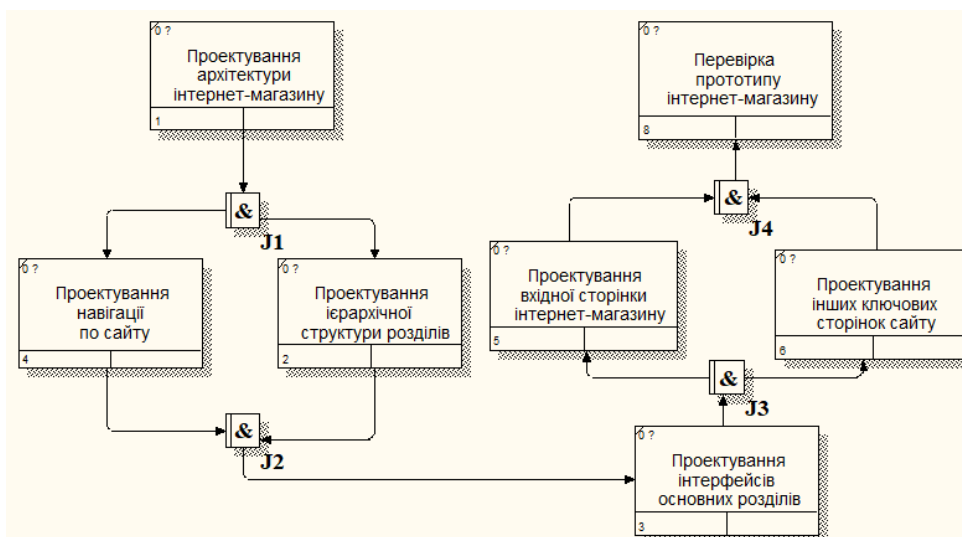 0 ?
Проектування
архітектури
інтернет-магазину
1
0 ?
Перевірка
прототипу
інтернет-магазину
8
&
J1
&
J4
0 ?
Проектування
навігації
по сайту
4
0 ?
Проектування
ієрархічної
структури розділів
2
0 ?
Проектування
вхідної сторінки
інтернет-магазину
5
0 ?
Проектування
інших ключових
сторінок сайту
6
&
J2
&
J3
0 ?
Проектування
інтерфейсів
основних розділів
3